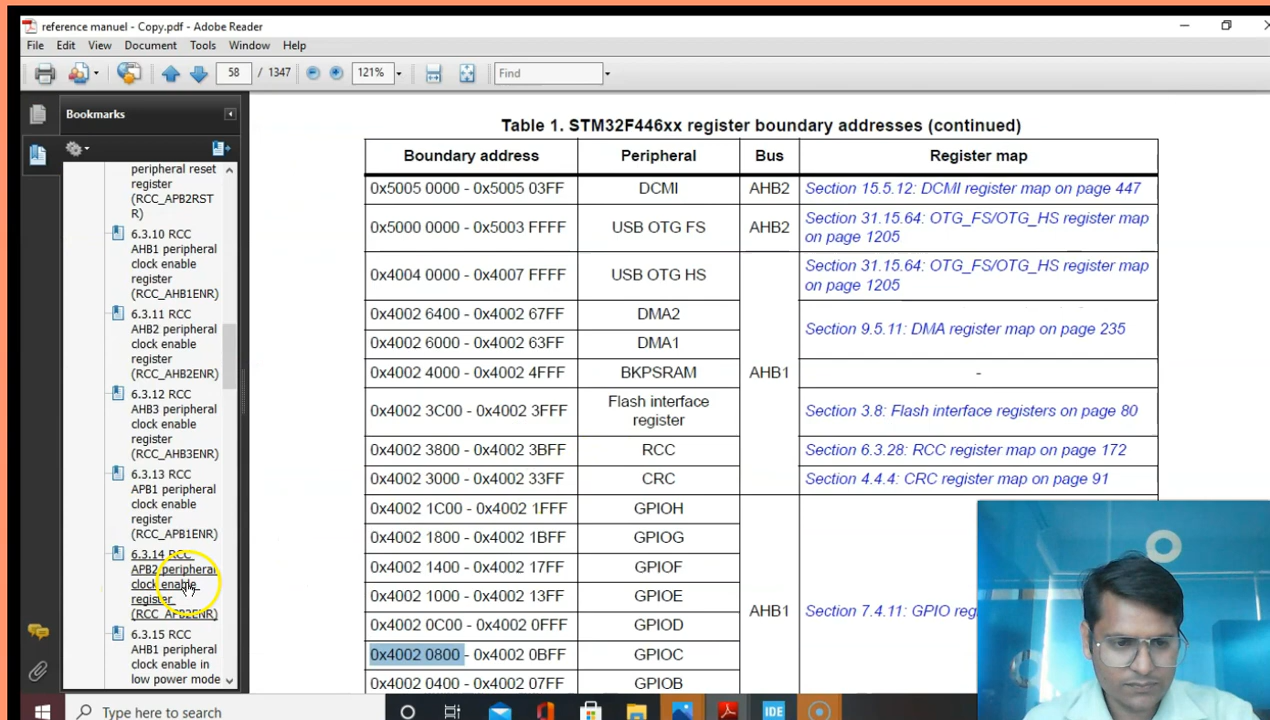 reference manuel - Copy.pdf - Adobe Reader
File Edit View Document Tools Window Help
58 / 1347 121% Find
Bookmarks
peripheral reset
register
(RCC_APB2RST
R)
6.3.10 RCC
AHB1 peripheral
clock enable
register
(RCC_AHB1ENR)
6.3.11 RCC
AHB2 peripheral
clock enable
register
(RCC_AHB2ENR)
6.3.12 RCC
AHB3 peripheral
clock enable
register
(RCC_AHB3ENR)
6.3.13 RCC
APB1 peripheral
clock enable
register
(RCC_APB1ENR)
6.3.14 RCC
APB2 peripheral
clock enable
register
(RCC_APB2ENR)
6.3.15 RCC
AHB1 peripheral
clock enable in
low power mode
Table 1. STM32F446xx register boundary addresses (continued)
Boundary address Peripheral Bus Register map
0x5005 0000 - 0x5005 03FF DCMI AHB2 Section 15.5.12: DCMI register map on page 447
0x5000 0000 - 0x5003 FFFF USB OTG FS AHB2 Section 31.15.64: OTG_FS/OTG_HS register map
on page 1205
0x4004 0000 - 0x4007 FFFF USB OTG HS Section 31.15.64: OTG_FS/OTG_HS register map
on page 1205
0x4002 6400 - 0x4002 67FF DMA2
Section 9.5.11: DMA register map on page 235
0x4002 6000 - 0x4002 63FF DMA1
0x4002 4000 - 0x4002 4FFF BKPSRAM AHB1 -
0x4002 3C00 - 0x4002 3FFF Flash interface
register Section 3.8: Flash interface registers on page 80
0x4002 3800 - 0x4002 3BFF RCC Section 6.3.28: RCC register map on page 172
0x4002 3000 - 0x4002 33FF CRC Section 4.4.4: CRC register map on page 91
0x4002 1C00 - 0x4002 1FFF GPIOH
0x4002 1800 - 0x4002 1BFF GPIOG
0x4002 1400 - 0x4002 17FF GPIOF
0x4002 1000 - 0x4002 13FF GPIOE
AHB1 Section 7.4.11: GPIO reg
0x4002 0C00 - 0x4002 0FFF GPIOD
0x4002 0800 - 0x4002 0BFF GPIOC
0x4002 0400 - 0x4002 07FF GPIOB
Type here to search
IDE